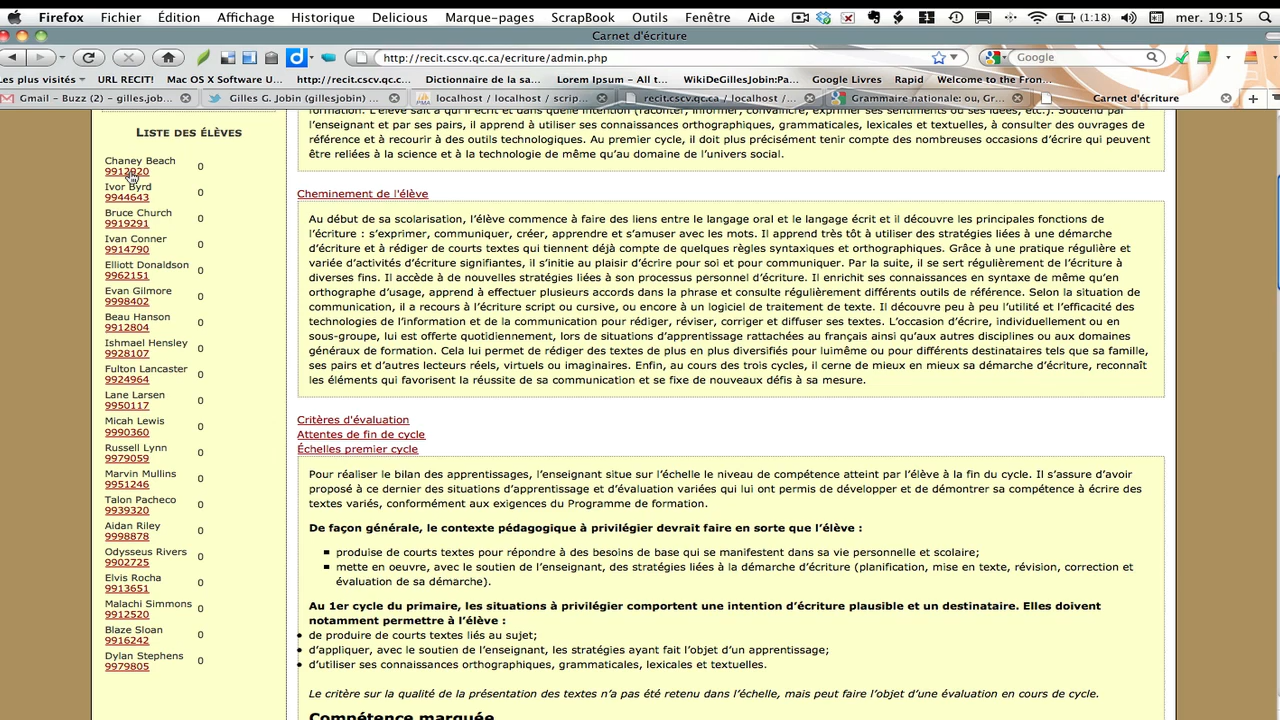 Firefox Fichier Édition Affichage Historique Delicious Marque-pages ScrapBook Outils Fenêtre Aide (1:18) mer. 19:15
Carnet d'écriture
http://recit.cscv.qc.ca/ecriture/admin.php Google
es plus visités URL RECIT! Mac OS X Software U... http://recit.cscv.qc.c... Dictionnaire de la sa... Lorem Ipsum - All t... WikiDeGillesJobin:Pa... Google Livres Rapid Welcome to the Fron...
Gmail - Buzz (2) - gilles.job... Gilles G. Jobin (gillesjobin) ... localhost / localhost / scrip... recit.cscv.qc.ca / localhost / ... Grammaire nationale: ou, Gr... Carnet d'écriture
Liste des élèves
Chaney Beach
9912920 0
Ivor Byrd
9944643 0
Bruce Church
9919291 0
Ivan Conner
9914790 0
Elliott Donaldson
9962151 0
Evan Gilmore
9998402 0
Beau Hanson
9912804 0
Ishmael Hensley
9928107 0
Fulton Lancaster
9924964 0
Lane Larsen
9950117 0
Micah Lewis
9990360 0
Russell Lynn
9979059 0
Marvin Mullins
9951246 0
Talon Pacheco
9939320 0
Aidan Riley
9998878 0
Odysseus Rivers
9902725 0
Elvis Rocha
9913651 0
Malachi Simmons
9912520 0
Blaze Sloan
9916242 0
Dylan Stephens
9979805 0
formation. L'élève sait à qui il écrit et dans quelle intention (raconter, informer, convaincre, exprimer ses sentiments ou ses idées, etc.). Soutenu par
l'enseignant et par ses pairs, il apprend à utiliser ses connaissances orthographiques, grammaticales, lexicales et textuelles, à consulter des ouvrages de
référence et à recourir à des outils technologiques. Au premier cycle, il doit plus précisément tenir compte des nombreuses occasions d'écrire qui peuvent
être reliées à la science et à la technologie de même qu'au domaine de l'univers social.
Cheminement de l'élève
Au début de sa scolarisation, l'élève commence à faire des liens entre le langage oral et le langage écrit et il découvre les principales fonctions de
l'écriture : s'exprimer, communiquer, créer, apprendre et s'amuser avec les mots. Il apprend très tôt à utiliser des stratégies liées à une démarche
d'écriture et à rédiger de courts textes qui tiennent déjà compte de quelques règles syntaxiques et orthographiques. Grâce à une pratique régulière et
variée d'activités d'écriture signifiantes, il s'initie au plaisir d'écrire pour soi et pour communiquer. Par la suite, il se sert régulièrement de l'écriture à
diverses fins. Il accède à de nouvelles stratégies liées à son processus personnel d'écriture. Il enrichit ses connaissances en syntaxe de même qu'en
orthographe d'usage, apprend à effectuer plusieurs accords dans la phrase et consulte régulièrement différents outils de référence. Selon la situation de
communication, il a recours à l'écriture script ou cursive, ou encore à un logiciel de traitement de texte. Il découvre peu à peu l'utilité et l'efficacité des
technologies de l'information et de la communication pour rédiger, réviser, corriger et diffuser ses textes. L'occasion d'écrire, individuellement ou en
sous-groupe, lui est offerte quotidiennement, lors de situations d'apprentissage rattachées au français ainsi qu'aux autres disciplines ou aux domaines
généraux de formation. Cela lui permet de rédiger des textes de plus en plus diversifiés pour luimême ou pour différents destinataires tels que sa famille,
ses pairs et d'autres lecteurs réels, virtuels ou imaginaires. Enfin, au cours des trois cycles, il cerne de mieux en mieux sa démarche d'écriture, reconnaît
les éléments qui favorisent la réussite de sa communication et se fixe de nouveaux défis à sa mesure.
Critères d'évaluation
Attentes de fin de cycle
Échelles premier cycle
Pour réaliser le bilan des apprentissages, l'enseignant situe sur l'échelle le niveau de compétence atteint par l'élève à la fin du cycle. Il s'assure d'avoir
proposé à ce dernier des situations d'apprentissage et d'évaluation variées qui lui ont permis de développer et de démontrer sa compétence à écrire des
textes variés, conformément aux exigences du Programme de formation.
De façon générale, le contexte pédagogique à privilégier devrait faire en sorte que l'élève :
produise de courts textes pour répondre à des besoins de base qui se manifestent dans sa vie personnelle et scolaire;
mette en oeuvre, avec le soutien de l'enseignant, des stratégies liées à la démarche d'écriture (planification, mise en texte, révision, correction et
évaluation de sa démarche).
Au 1er cycle du primaire, les situations à privilégier comportent une intention d'écriture plausible et un destinataire. Elles doivent
notamment permettre à l'élève :
de produire de courts textes liés au sujet;
d'appliquer, avec le soutien de l'enseignant, les stratégies ayant fait l'objet d'un apprentissage;
d'utiliser ses connaissances orthographiques, grammaticales, lexicales et textuelles.
Le critère sur la qualité de la présentation des textes n'a pas été retenu dans l'échelle, mais peut faire l'objet d'une évaluation en cours de cycle.
Compétence marquée